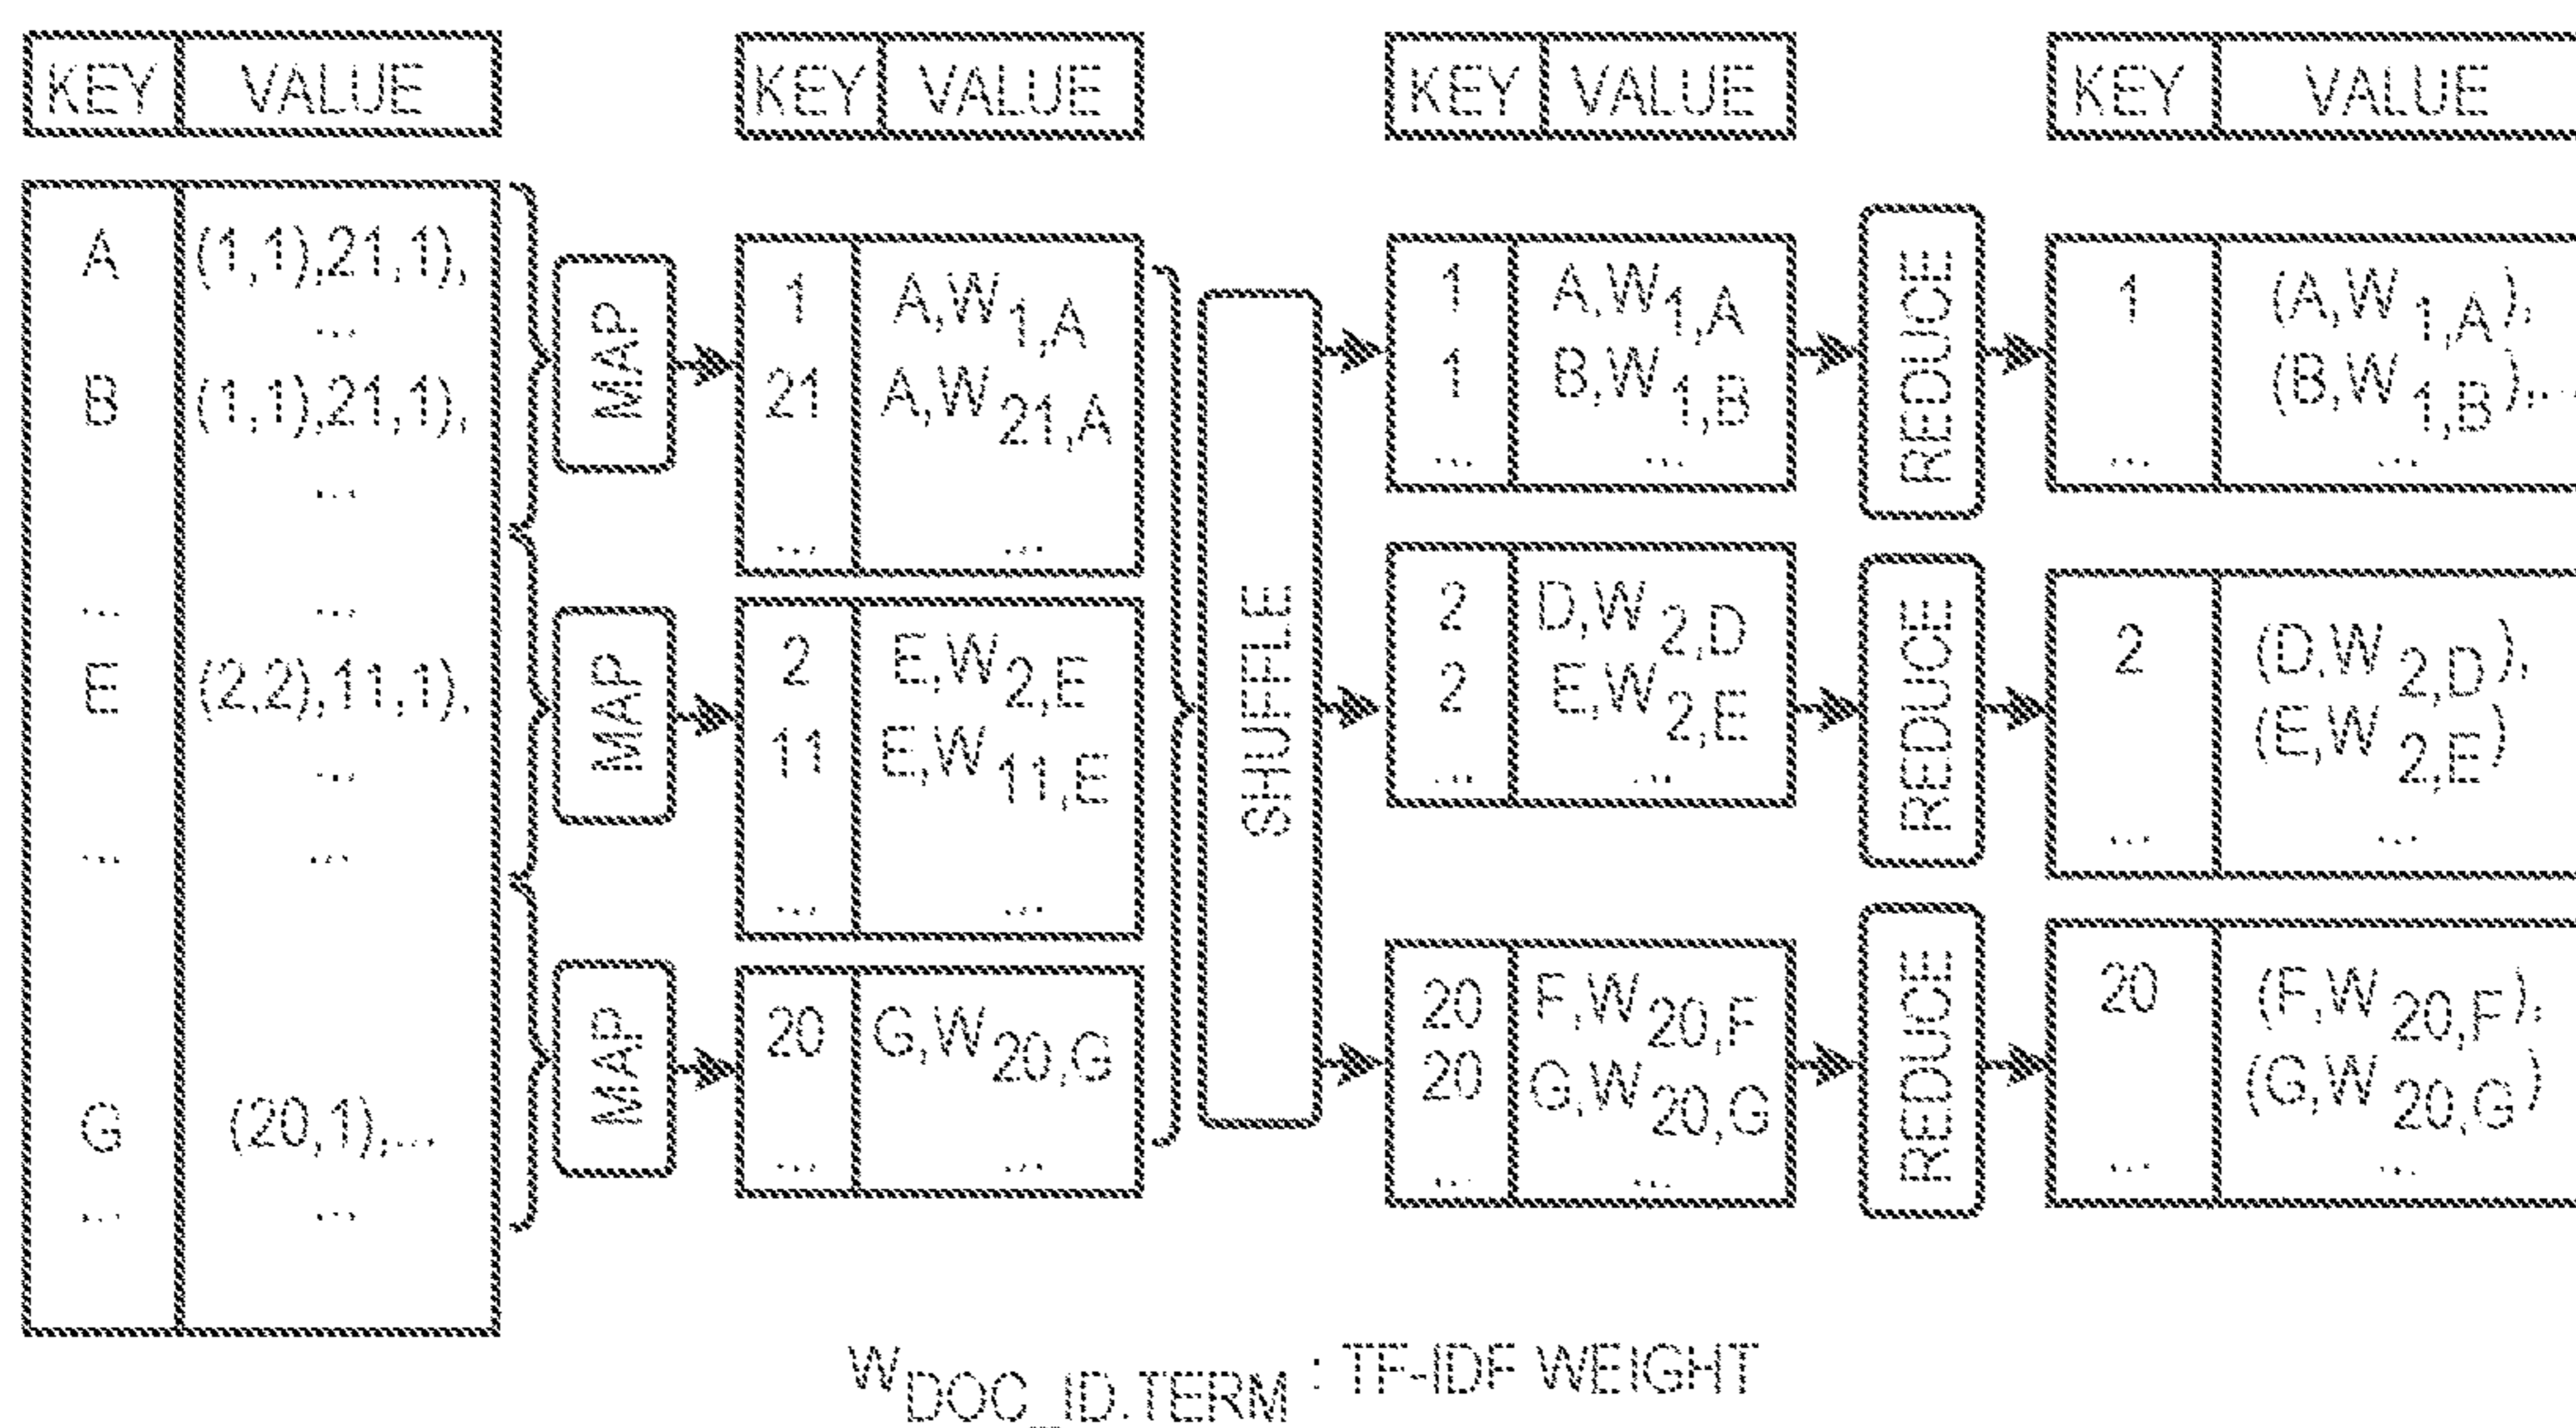 KEY VALUE
KEY VALUE
KEY VALUE
KEY VALUE
A (1,1),21,1),
...
B (1,1),21,1),
...
... ...
E (2,2),11,1),
...
... ...
G (20,1),...
... ...
MAP
MAP
MAP
1 A,W1,A
21 A,W21,A
... ...
2 E,W2,E
11 E,W11,E
... ...
20 G,W20,G
... ...
SHUFFLE
1 A,W1,A
1 B,W1,B
... ...
2 D,W2,D
2 E,W2,E
... ...
20 F,W20,F
20 G,W20,G
... ...
REDUCE
REDUCE
REDUCE
1 (A,W1,A),
(B,W1,B),...
... ...
2 (D,W2,D),
(E,W2,E)
... ...
20 (F,W20,F),
(G,W20,G)
... ...
WDOC_ID.TERM : TF-IDF WEIGHT